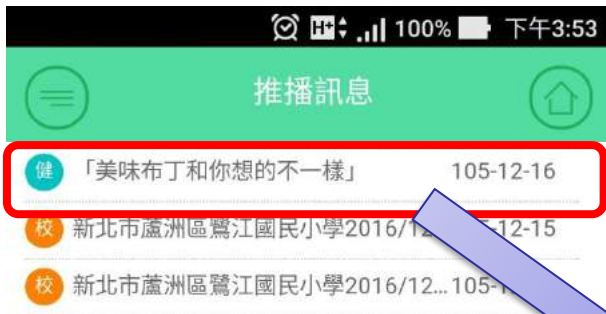 H+ 100% 下午3:53
推播訊息
健 「美味布丁和你想的不一樣」 105-12-16
校 新北市蘆洲區鷺江國民小學2016/12 -12-15
校 新北市蘆洲區鷺江國民小學2016/12...105-